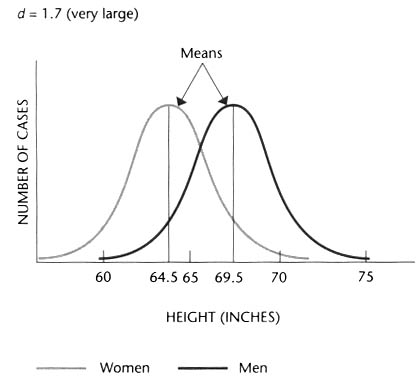 d = 1.7 (very large)
Means
NUMBER OF CASES
60 64.5 65 69.5 70 75
HEIGHT (INCHES)
Women Men